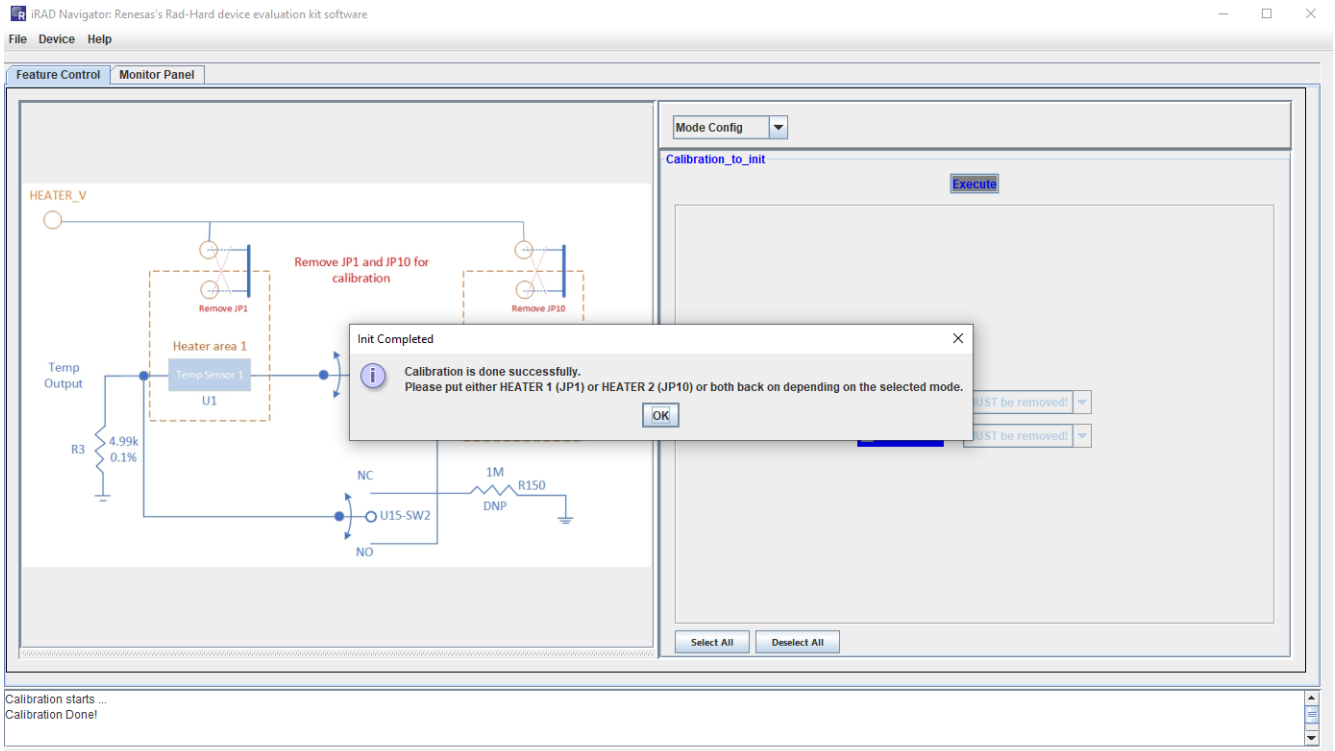 iRAD Navigator: Renesas's Rad-Hard device evaluation kit software
File Device Help
Feature Control Monitor Panel
Mode Config
Calibration_to_init
Execute
HEATER_V
Remove JP1 and JP10 for
calibration
Remove JP1
Remove JP10
Heater area 1
Temp Sensor 1
U1
Temp
Output
R3
4.99k
0.1%
NC
U15-SW2
NO
1M
R150
DNP
Init Completed
Calibration is done successfully.
Please put either HEATER 1 (JP1) or HEATER 2 (JP10) or both back on depending on the selected mode.
OK
MUST be removed!
MUST be removed!
Select All Deselect All
Calibration starts ...
Calibration Done!